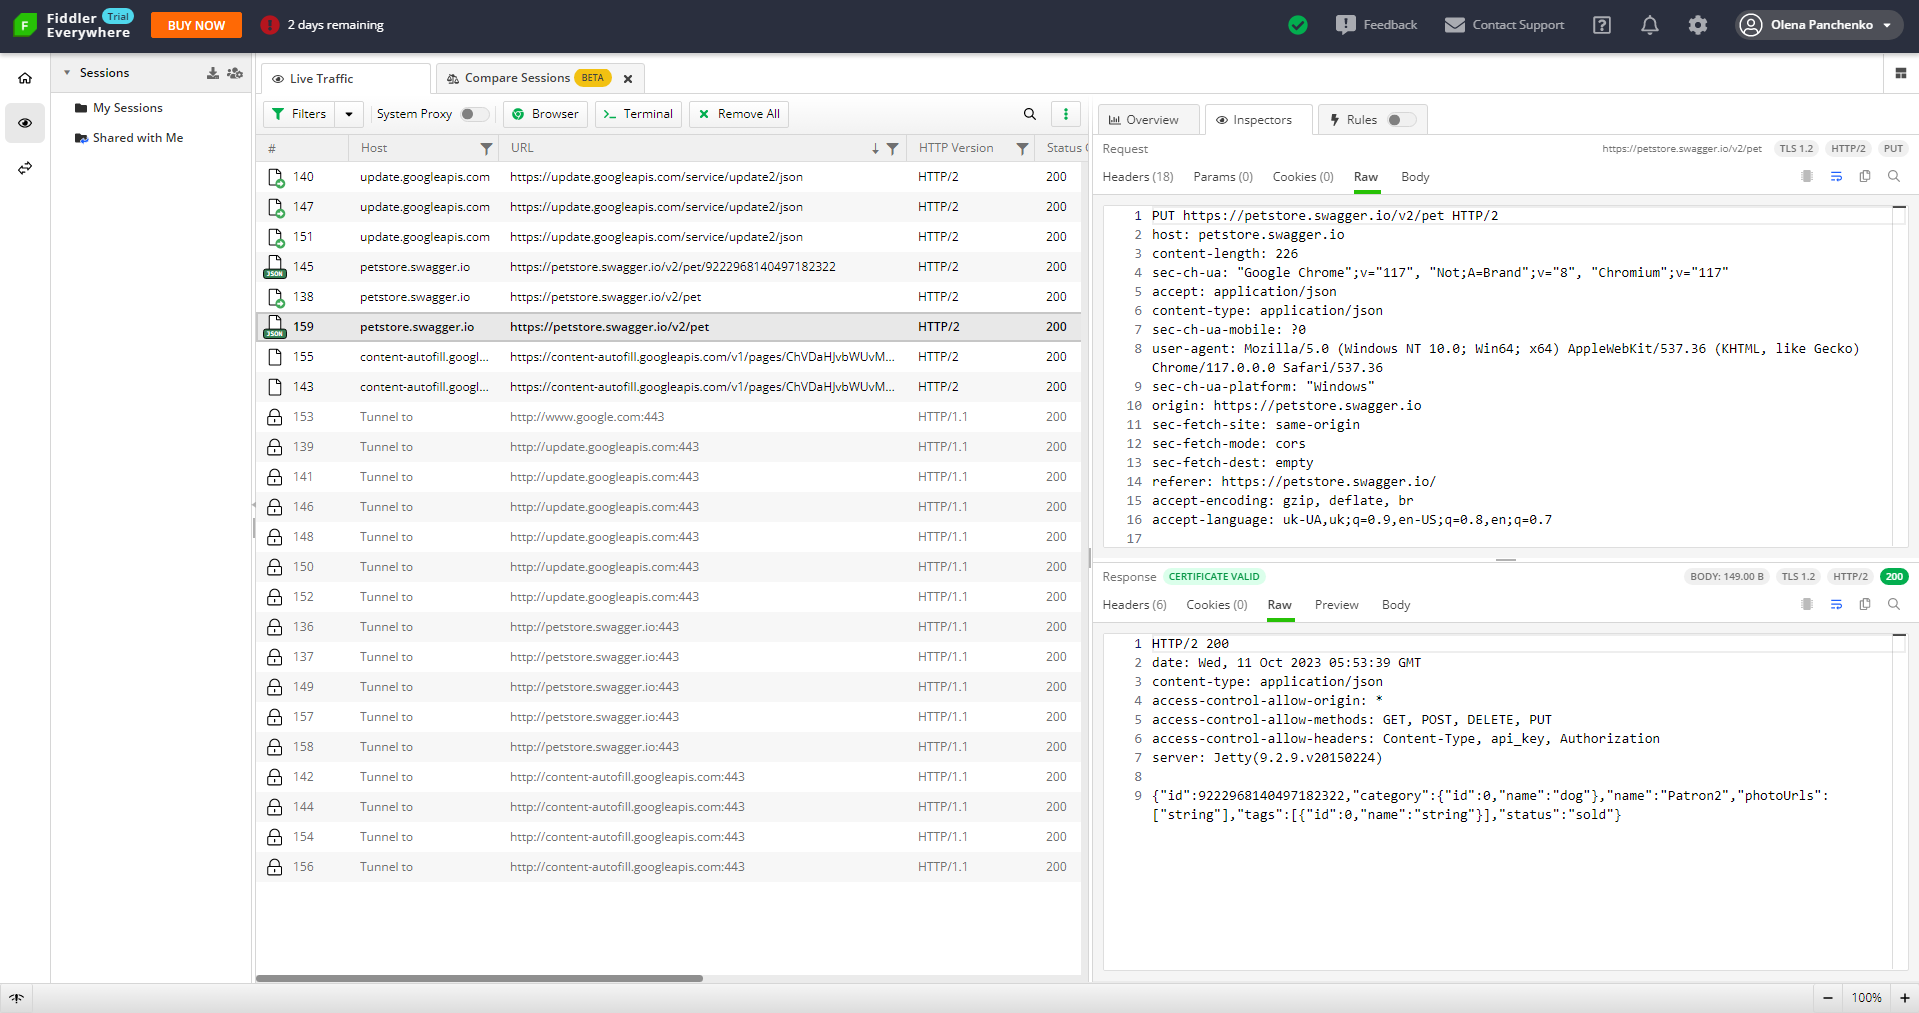 Fiddler Trial
Everywhere
BUY NOW
2 days remaining
Feedback
Contact Support
Olena Panchenko
Sessions
My Sessions
Shared with Me
Live Traffic
Compare Sessions BETA
Filters
System Proxy
Browser
Terminal
Remove All
# Host URL HTTP Version Status C
140 update.googleapis.com https://update.googleapis.com/service/update2/json HTTP/2 200
147 update.googleapis.com https://update.googleapis.com/service/update2/json HTTP/2 200
151 update.googleapis.com https://update.googleapis.com/service/update2/json HTTP/2 200
JSON 145 petstore.swagger.io https://petstore.swagger.io/v2/pet/9222968140497182322 HTTP/2 200
138 petstore.swagger.io https://petstore.swagger.io/v2/pet HTTP/2 200
JSON 159 petstore.swagger.io https://petstore.swagger.io/v2/pet HTTP/2 200
155 content-autofill.googl... https://content-autofill.googleapis.com/v1/pages/ChVDaHJvbWUvM... HTTP/2 200
143 content-autofill.googl... https://content-autofill.googleapis.com/v1/pages/ChVDaHJvbWUvM... HTTP/2 200
153 Tunnel to http://www.google.com:443 HTTP/1.1 200
139 Tunnel to http://update.googleapis.com:443 HTTP/1.1 200
141 Tunnel to http://update.googleapis.com:443 HTTP/1.1 200
146 Tunnel to http://update.googleapis.com:443 HTTP/1.1 200
148 Tunnel to http://update.googleapis.com:443 HTTP/1.1 200
150 Tunnel to http://update.googleapis.com:443 HTTP/1.1 200
152 Tunnel to http://update.googleapis.com:443 HTTP/1.1 200
136 Tunnel to http://petstore.swagger.io:443 HTTP/1.1 200
137 Tunnel to http://petstore.swagger.io:443 HTTP/1.1 200
149 Tunnel to http://petstore.swagger.io:443 HTTP/1.1 200
157 Tunnel to http://petstore.swagger.io:443 HTTP/1.1 200
158 Tunnel to http://petstore.swagger.io:443 HTTP/1.1 200
142 Tunnel to http://content-autofill.googleapis.com:443 HTTP/1.1 200
144 Tunnel to http://content-autofill.googleapis.com:443 HTTP/1.1 200
154 Tunnel to http://content-autofill.googleapis.com:443 HTTP/1.1 200
156 Tunnel to http://content-autofill.googleapis.com:443 HTTP/1.1 200
Overview
Inspectors
Rules
Request https://petstore.swagger.io/v2/pet TLS 1.2 HTTP/2 PUT
Headers (18) Params (0) Cookies (0) Raw Body
1 PUT https://petstore.swagger.io/v2/pet HTTP/2
2 host: petstore.swagger.io
3 content-length: 226
4 sec-ch-ua: "Google Chrome";v="117", "Not;A=Brand";v="8", "Chromium";v="117"
5 accept: application/json
6 content-type: application/json
7 sec-ch-ua-mobile: ?0
8 user-agent: Mozilla/5.0 (Windows NT 10.0; Win64; x64) AppleWebKit/537.36 (KHTML, like Gecko)
Chrome/117.0.0.0 Safari/537.36
9 sec-ch-ua-platform: "Windows"
10 origin: https://petstore.swagger.io
11 sec-fetch-site: same-origin
12 sec-fetch-mode: cors
13 sec-fetch-dest: empty
14 referer: https://petstore.swagger.io/
15 accept-encoding: gzip, deflate, br
16 accept-language: uk-UA,uk;q=0.9,en-US;q=0.8,en;q=0.7
17
Response CERTIFICATE VALID BODY: 149.00 B TLS 1.2 HTTP/2 200
Headers (6) Cookies (0) Raw Preview Body
1 HTTP/2 200
2 date: Wed, 11 Oct 2023 05:53:39 GMT
3 content-type: application/json
4 access-control-allow-origin: *
5 access-control-allow-methods: GET, POST, DELETE, PUT
6 access-control-allow-headers: Content-Type, api_key, Authorization
7 server: Jetty(9.2.9.v20150224)
8
9 {"id":9222968140497182322,"category":{"id":0,"name":"dog"},"name":"Patron2","photoUrls":
["string"],"tags":[{"id":0,"name":"string"}],"status":"sold"}
− 100% +